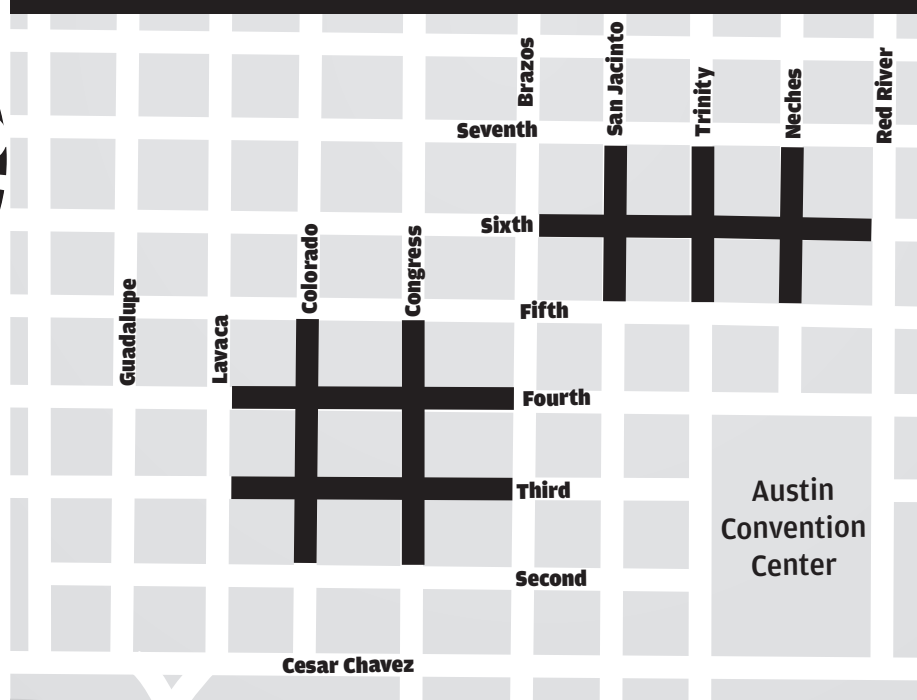 Brazos
San Jacinto
Trinity
Neches
Red River
Seventh
Sixth
Colorado
Congress
Guadalupe
Lavaca
Fifth
Fourth
Third
Austin
Convention
Center
Second
Cesar Chavez